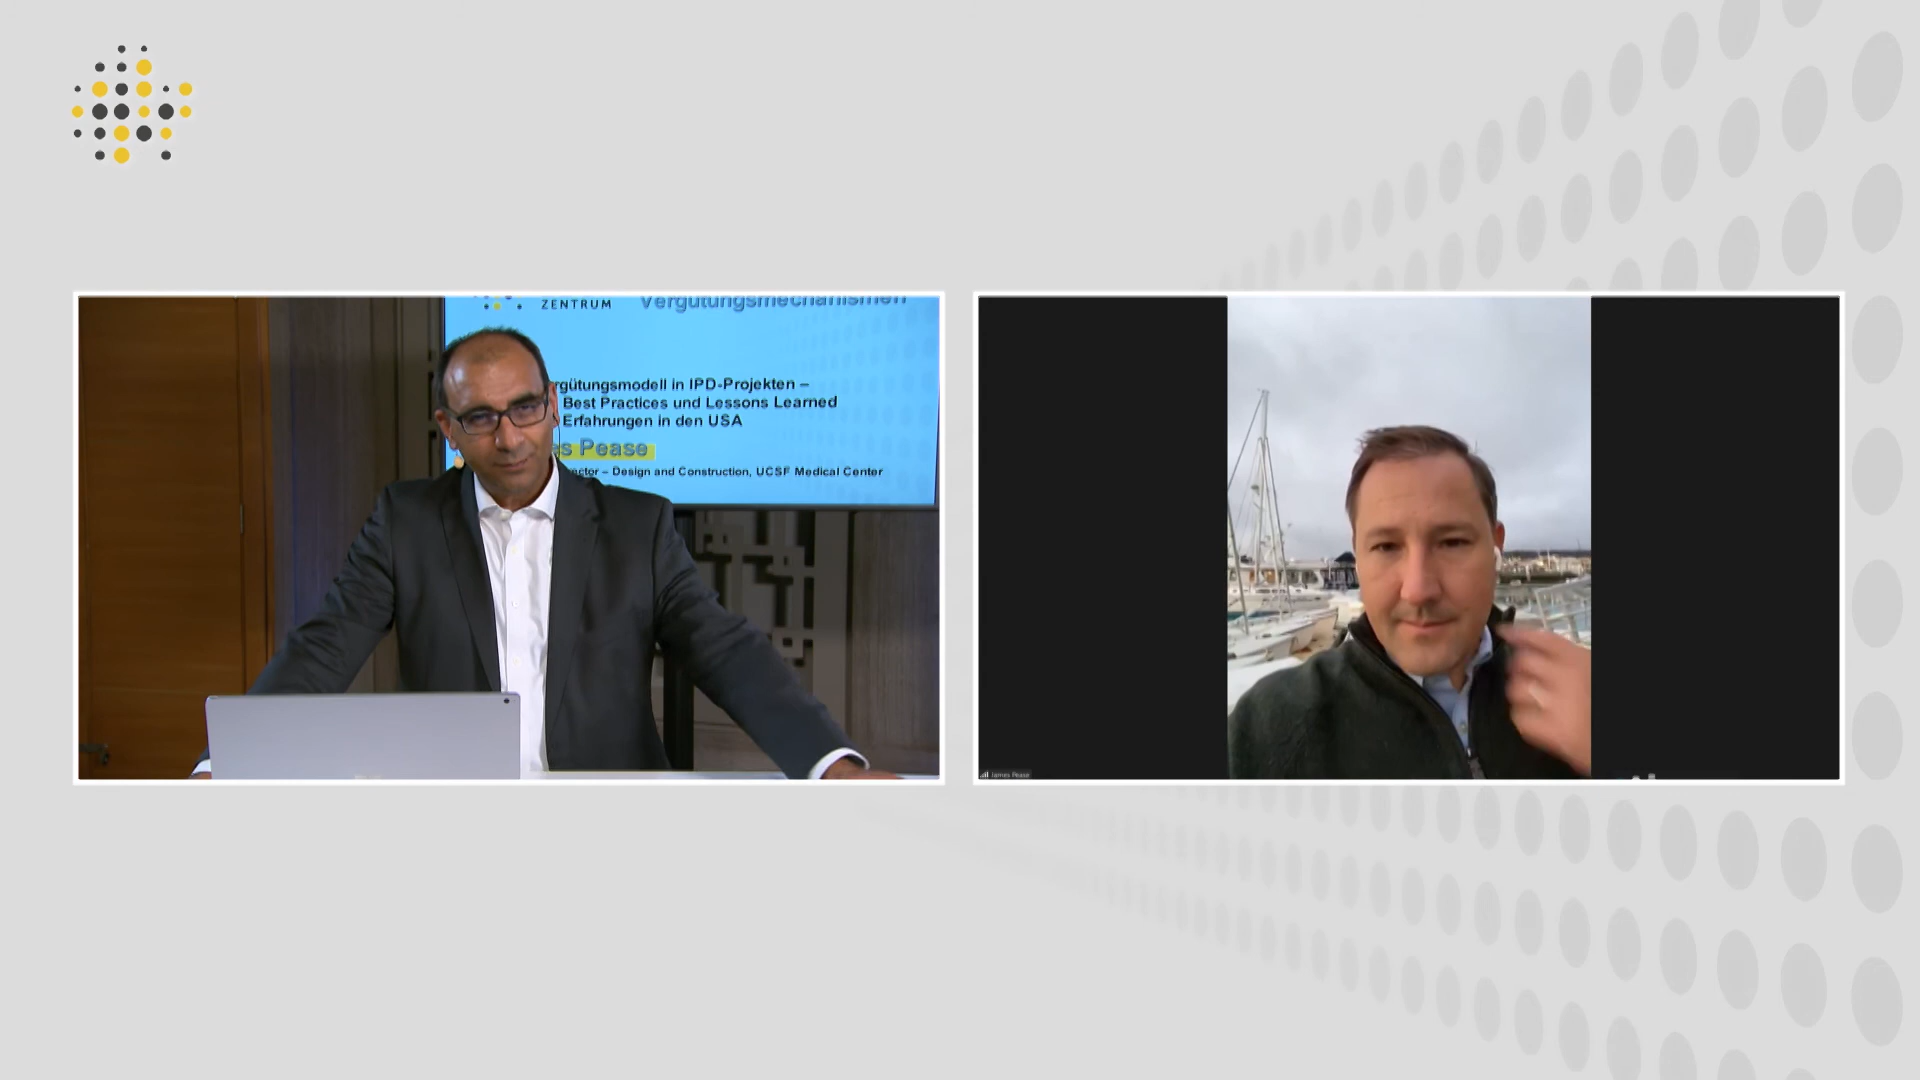 ZENTRUM
Vergütungsmechanismen
rgütungsmodell in IPD-Projekten –
Best Practices und Lessons Learned
Erfahrungen in den USA
es Pease
ector – Design and Construction, UCSF Medical Center
James Pease